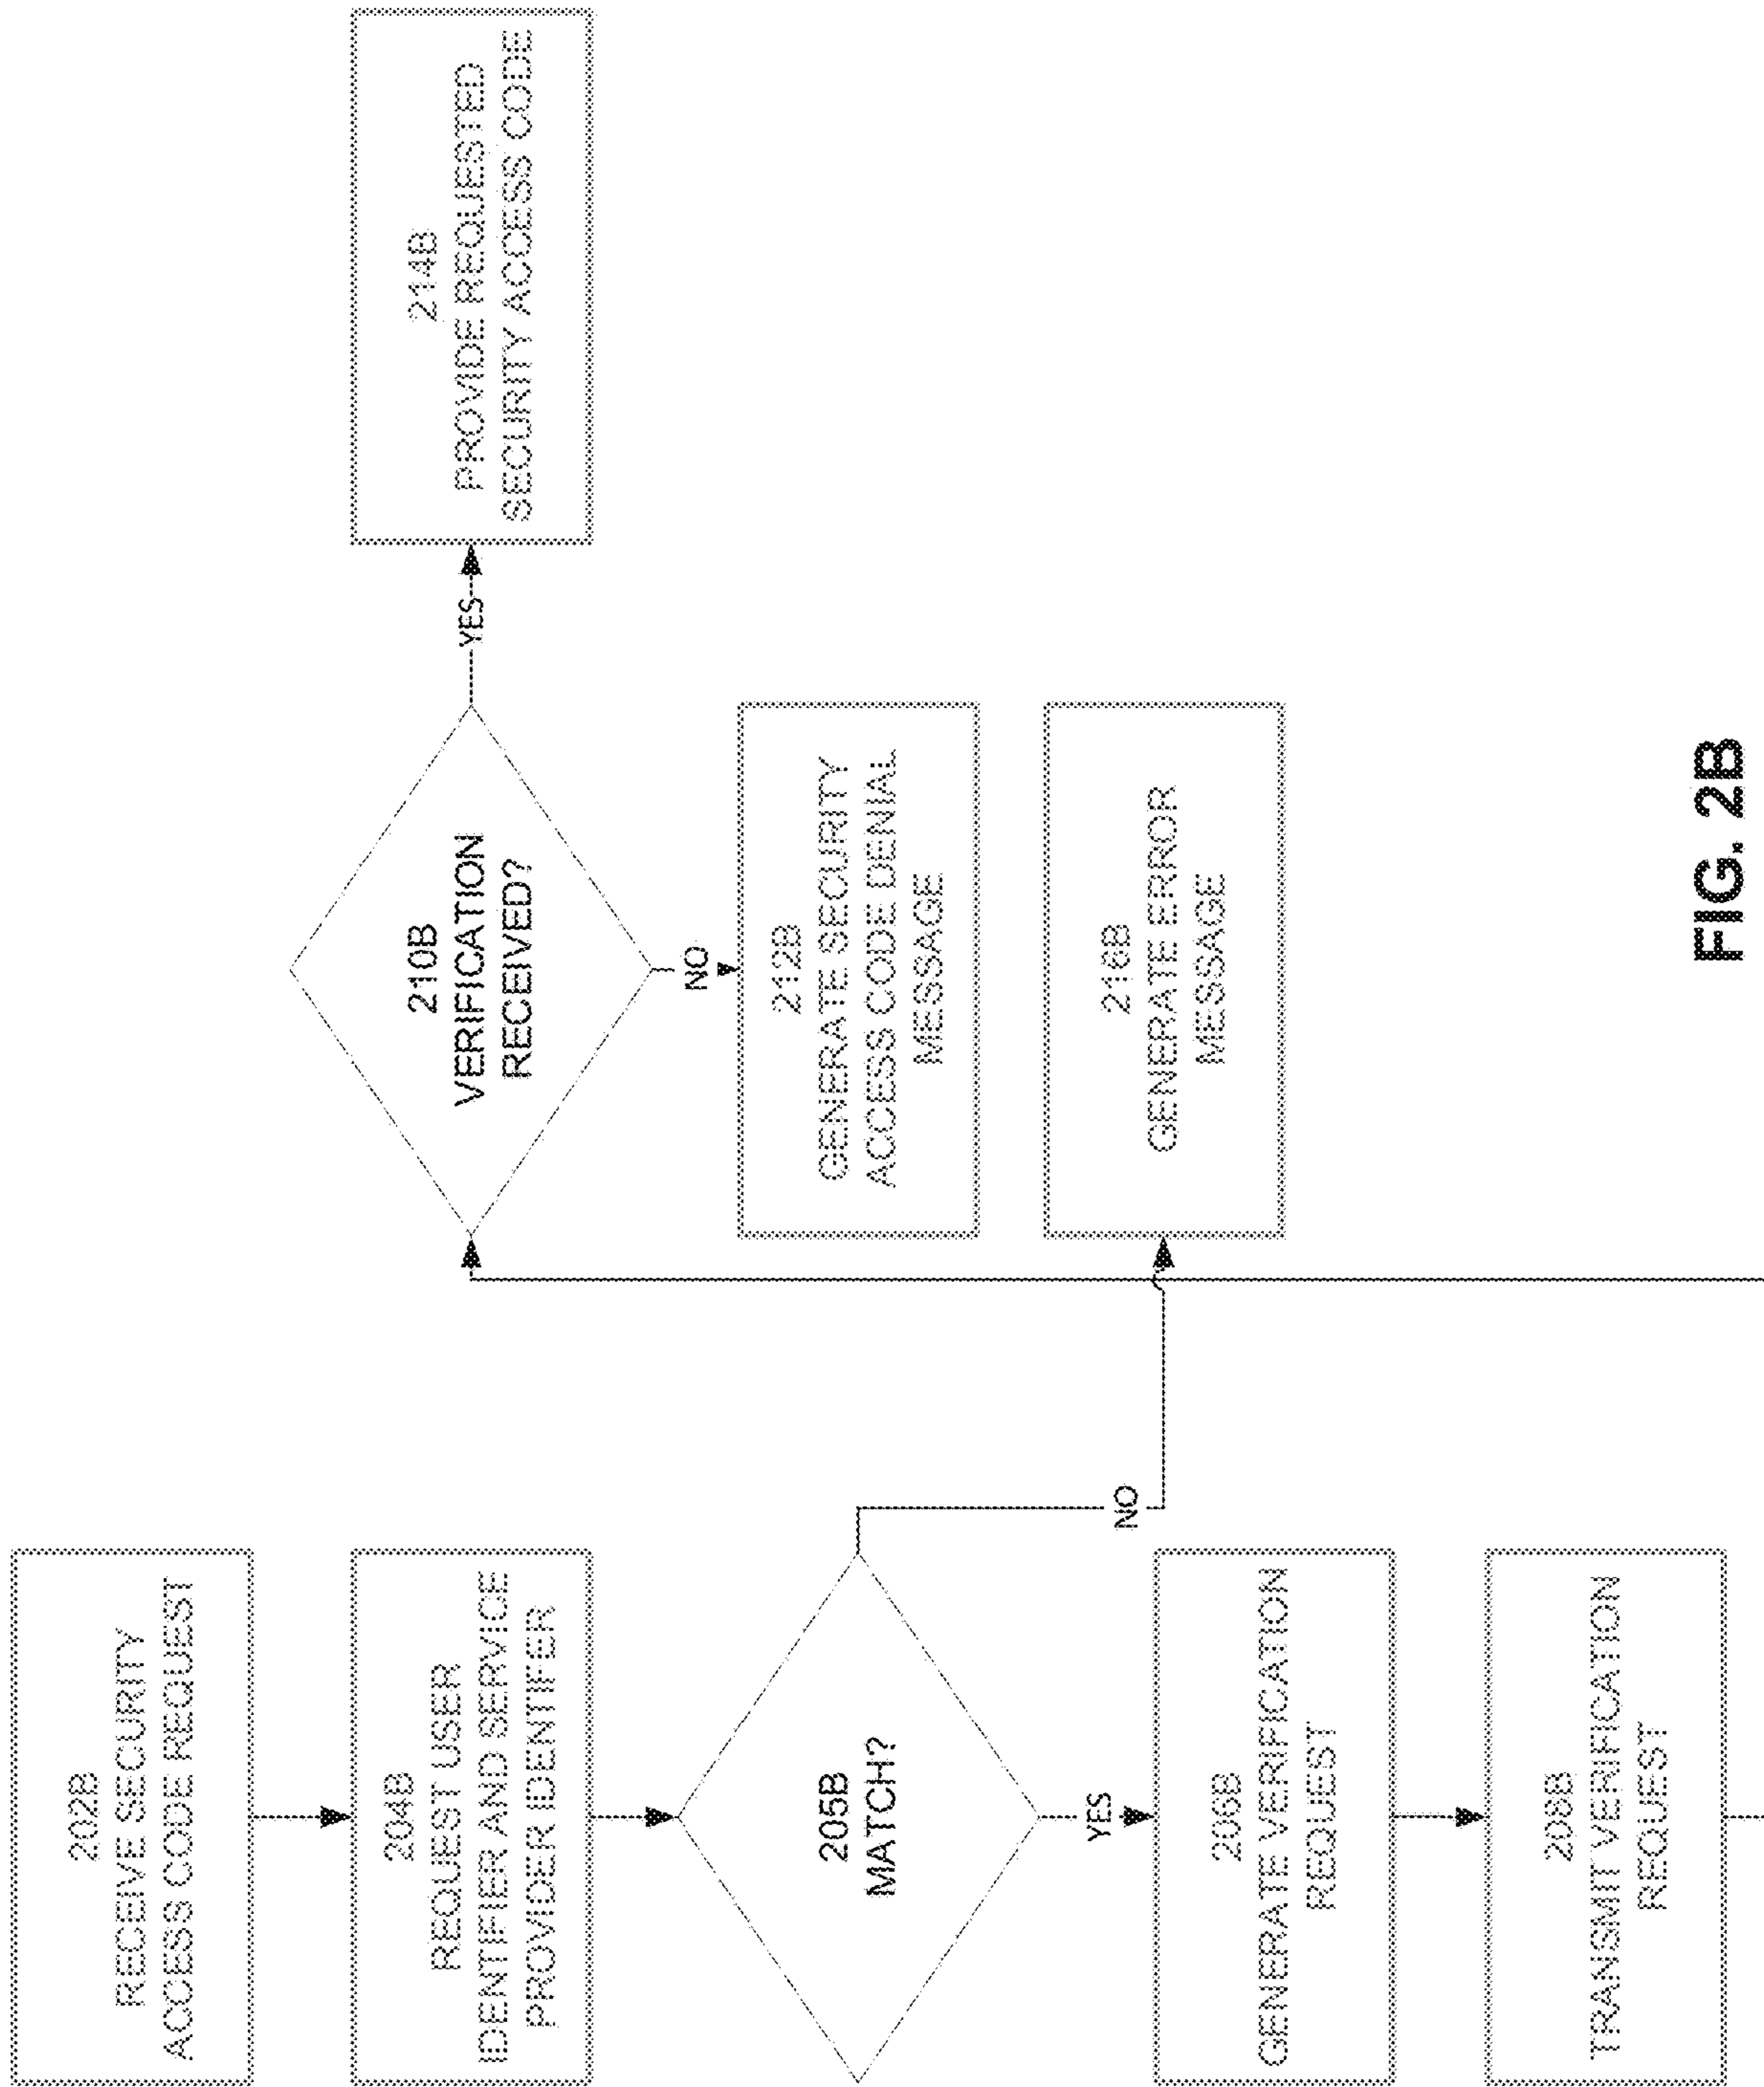 202B
RECEIVE SECURITY
ACCESS CODE REQUEST
204B
REQUEST USER
IDENTIFIER AND SERVICE
PROVIDER IDENTIFER
205B
MATCH?
NO
YES
206B
GENERATE VERIFICATION
REQUEST
208B
TRANSMIT VERIFICATION
REQUEST
210B
VERIFICATION
RECEIVED?
YES
NO
212B
GENERATE SECURITY
ACCESS CODE DENIAL
MESSAGE
216B
GENERATE ERROR
MESSAGE
214B
PROVIDE REQUESTED
SECURITY ACCESS CODE
FIG. 2B